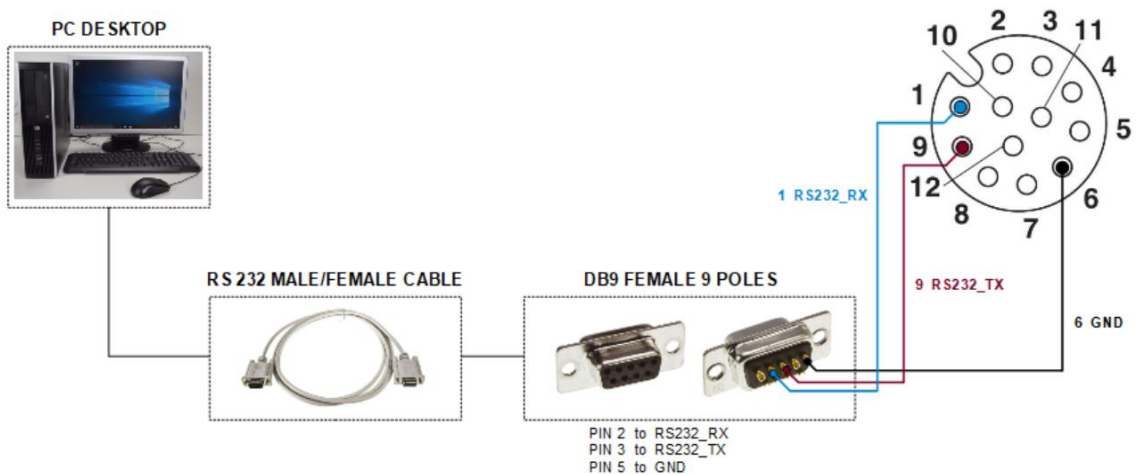 PC DESKTOP
RS 232 MALE/FEMALE CABLE
DB9 FEMALE 9 POLES
PIN 2 to RS232_RX
PIN 3 to RS232_TX
PIN 5 to GND
1 RS232_RX
9 RS232_TX
6 GND
10
2
3
11
4
1
5
9
12
6
8
7